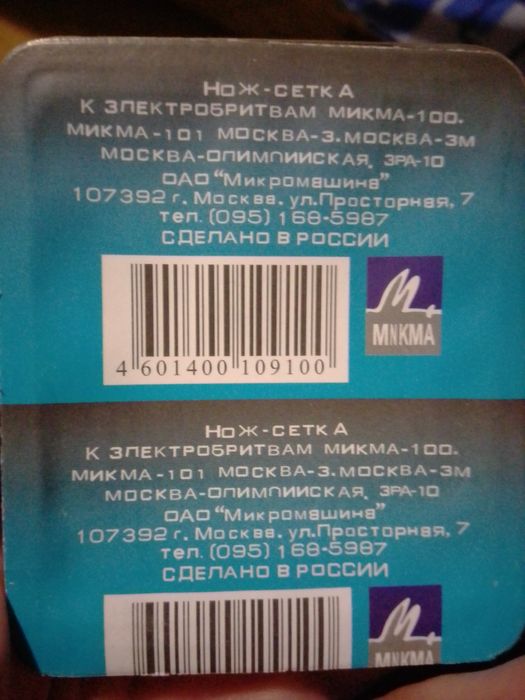 НОЖ-СЕТКА
К ЭЛЕКТРОБРИТВАМ МИКМА-100.
МИКМА-101 МОСКВА-3.МОСКВА-3М
МОСКВА-ОЛИМПИЙСКАЯ, ЭРА-10
ОАО "Микромашина"
107392 г. Москва. ул.Просторная, 7
тел. (095) 168-5987
СДЕЛАНО В РОССИИ
4 601400 109100
МИКМА
НОЖ-СЕТКА
К ЭЛЕКТРОБРИТВАМ МИКМА-100.
МИКМА-101 МОСКВА-3.МОСКВА-3М
МОСКВА-ОЛИМПИЙСКАЯ, ЭРА-10
ОАО "Микромашина"
107392 г. Москва. ул.Просторная, 7
тел. (095) 168-5987
СДЕЛАНО В РОССИИ
МИКМА